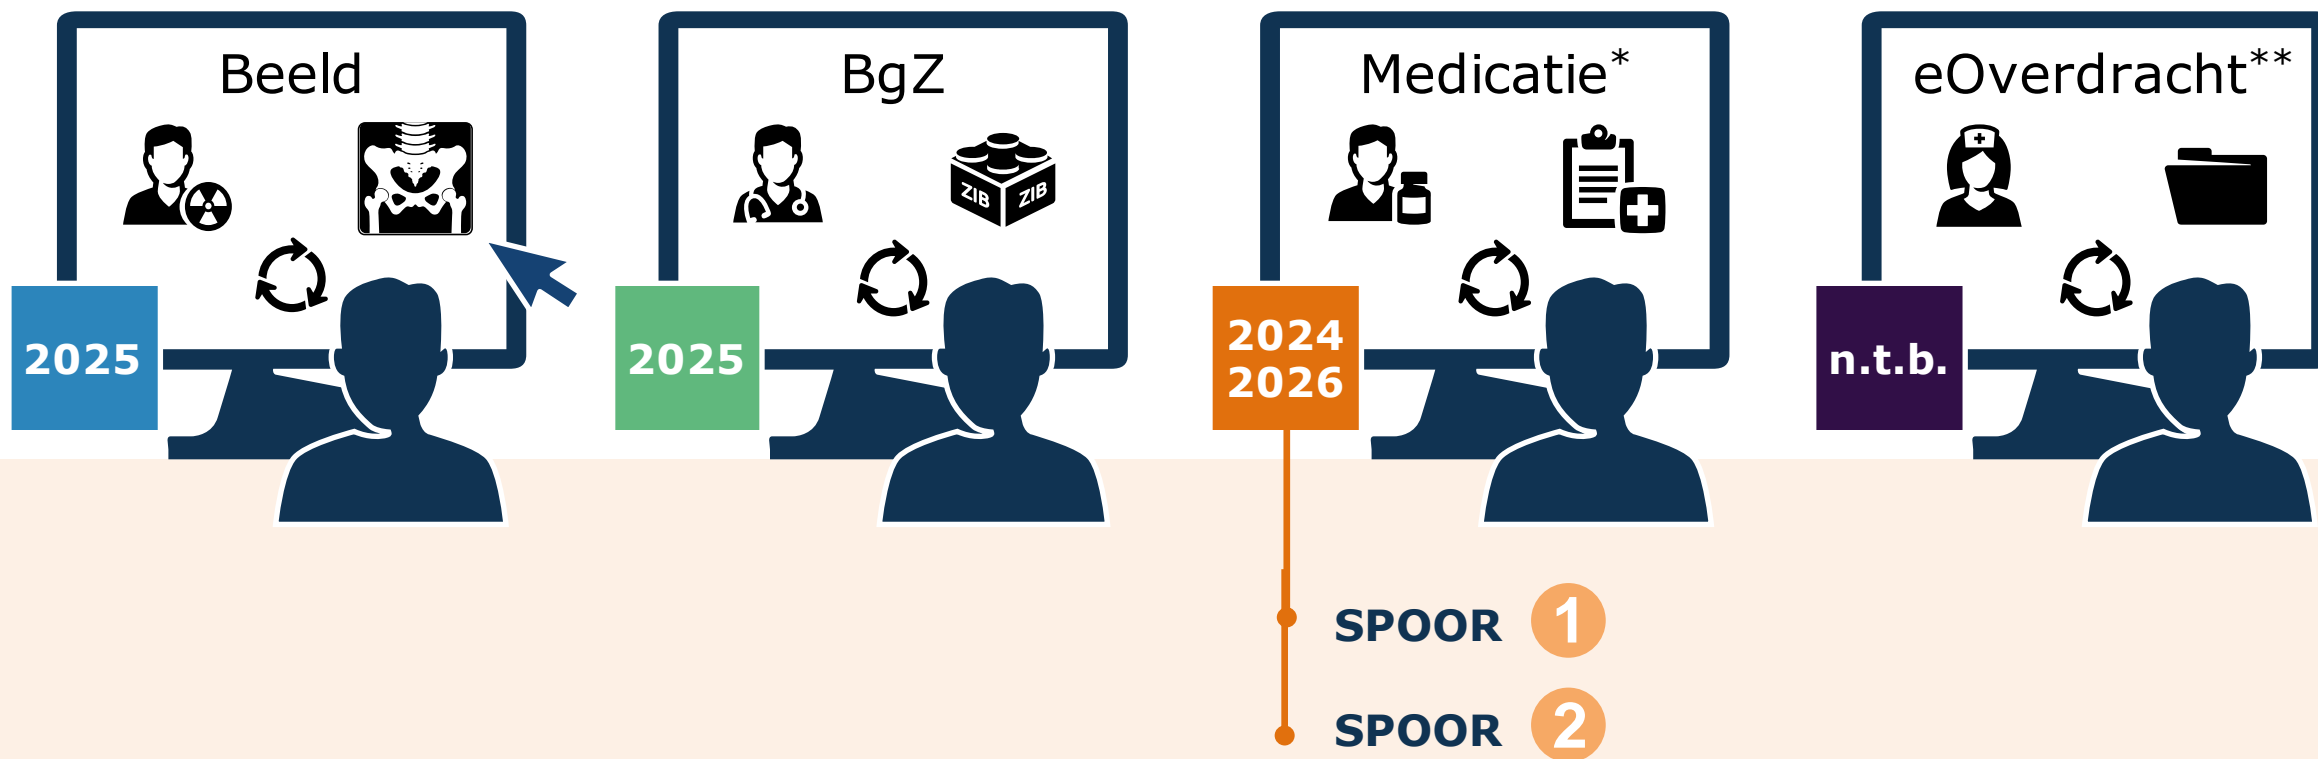 Beeld
2025
BgZ
ZIB ZIB
2025
Medicatie*
2024
2026
SPOOR 1
SPOOR 2
eOverdracht**
n.t.b.